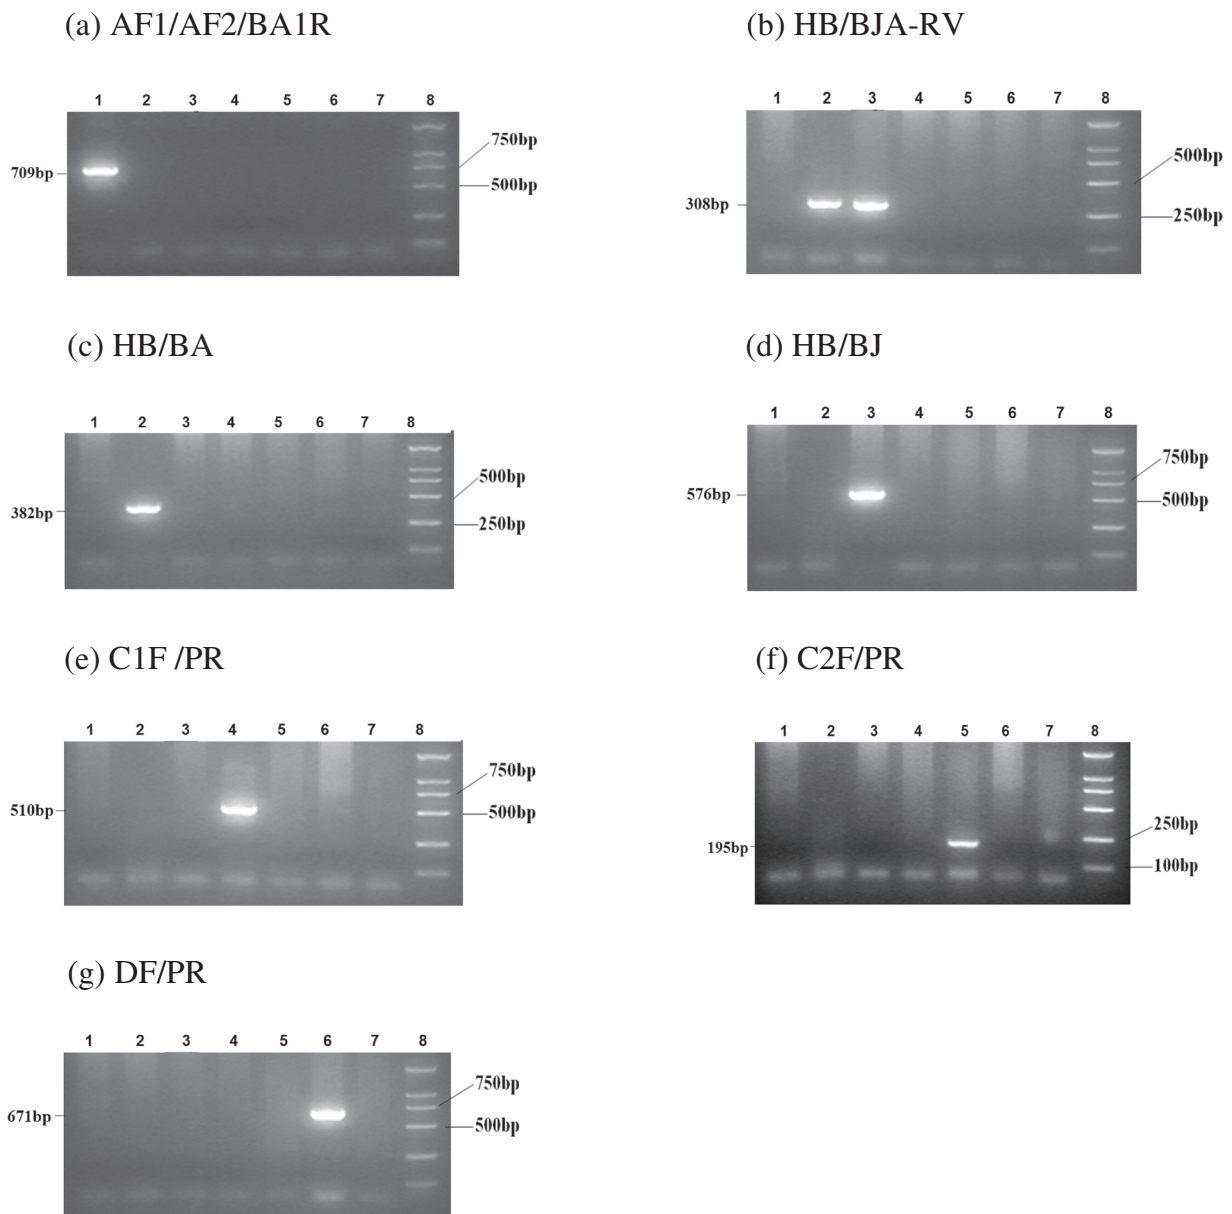 (a) AF1/AF2/BA1R
1 2 3 4 5 6 7 8
709bp
750bp
500bp
(b) HB/BJA-RV
1 2 3 4 5 6 7 8
308bp
500bp
250bp
(c) HB/BA
1 2 3 4 5 6 7 8
382bp
500bp
250bp
(d) HB/BJ
1 2 3 4 5 6 7 8
576bp
750bp
500bp
(e) C1F /PR
1 2 3 4 5 6 7 8
510bp
750bp
500bp
(f) C2F/PR
1 2 3 4 5 6 7 8
195bp
250bp
100bp
(g) DF/PR
1 2 3 4 5 6 7 8
671bp
750bp
500bp